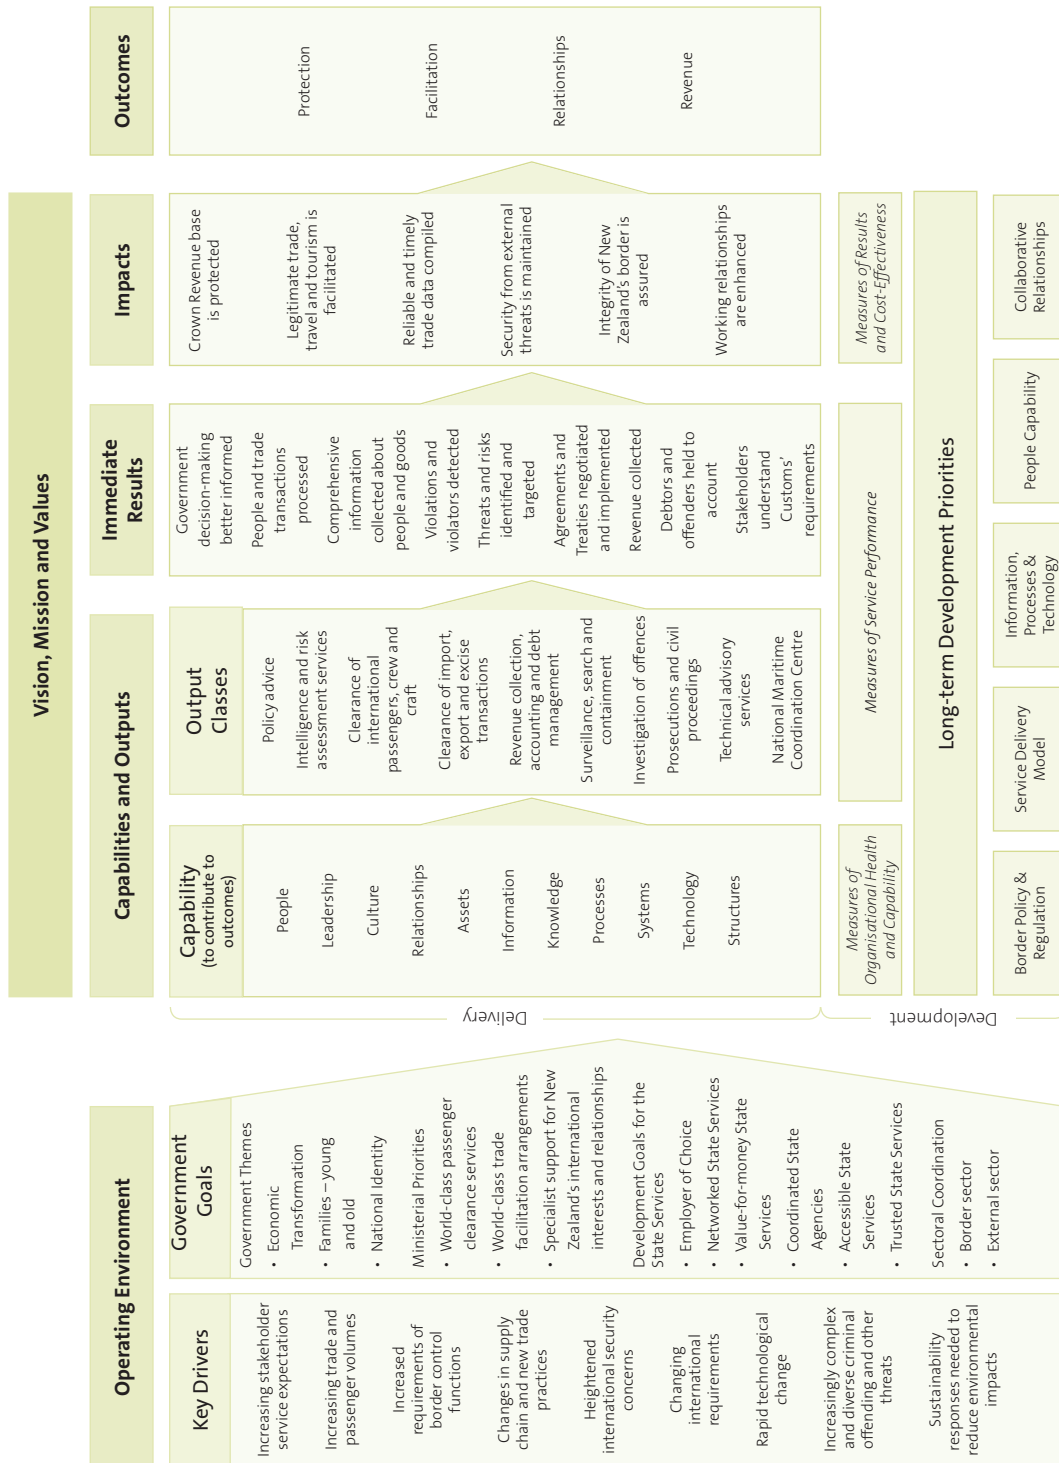 Vision, Mission and Values
Operating Environment
Key Drivers
Increasing stakeholder
service expectations
Increasing trade and
passenger volumes
Increased
requirements of
border control
functions
Changes in supply
chain and new trade
practices
Heightened
international security
concerns
Changing
international
requirements
Rapid technological
change
Increasingly complex
and diverse criminal
offending and other
threats
Sustainability
responses needed to
reduce environmental
impacts
Government
Goals
Government Themes
• Economic
Transformation
• Families – young
and old
• National Identity
Ministerial Priorities
• World-class passenger
clearance services
• World-class trade
facilitation arrangements
• Specialist support for New
Zealand's international
interests and relationships
Development Goals for the
State Services
• Employer of Choice
• Networked State Services
• Value-for-money State
Services
• Coordinated State
Agencies
• Accessible State
Services
• Trusted State Services
Sectoral Coordination
• Border sector
• External sector
Delivery
Development
Capabilities and Outputs
Capability
(to contribute to
outcomes)
People
Leadership
Culture
Relationships
Assets
Information
Knowledge
Processes
Systems
Technology
Structures
Output
Classes
Policy advice
Intelligence and risk
assessment services
Clearance of
international
passengers, crew and
craft
Clearance of import,
export and excise
transactions
Revenue collection,
accounting and debt
management
Surveillance, search and
containment
Investigation of offences
Prosecutions and civil
proceedings
Technical advisory
services
National Maritime
Coordination Centre
Immediate
Results
Government
decision-making
better informed
People and trade
transactions
processed
Comprehensive
information
collected about
people and goods
Violations and
violators detected
Threats and risks
identified and
targeted
Agreements and
Treaties negotiated
and implemented
Revenue collected
Debtors and
offenders held to
account
Stakeholders
understand
Customs'
requirements
Impacts
Crown Revenue base
is protected
Legitimate trade,
travel and tourism is
facilitated
Reliable and timely
trade data compiled
Security from external
threats is maintained
Integrity of New
Zealand's border is
assured
Working relationships
are enhanced
Outcomes
Protection
Facilitation
Relationships
Revenue
Measures of
Organisational Health
and Capability
Measures of Service Performance
Measures of Results
and Cost-Effectiveness
Long-term Development Priorities
Border Policy &
Regulation
Service Delivery
Model
Information,
Processes &
Technology
People Capability
Collaborative
Relationships